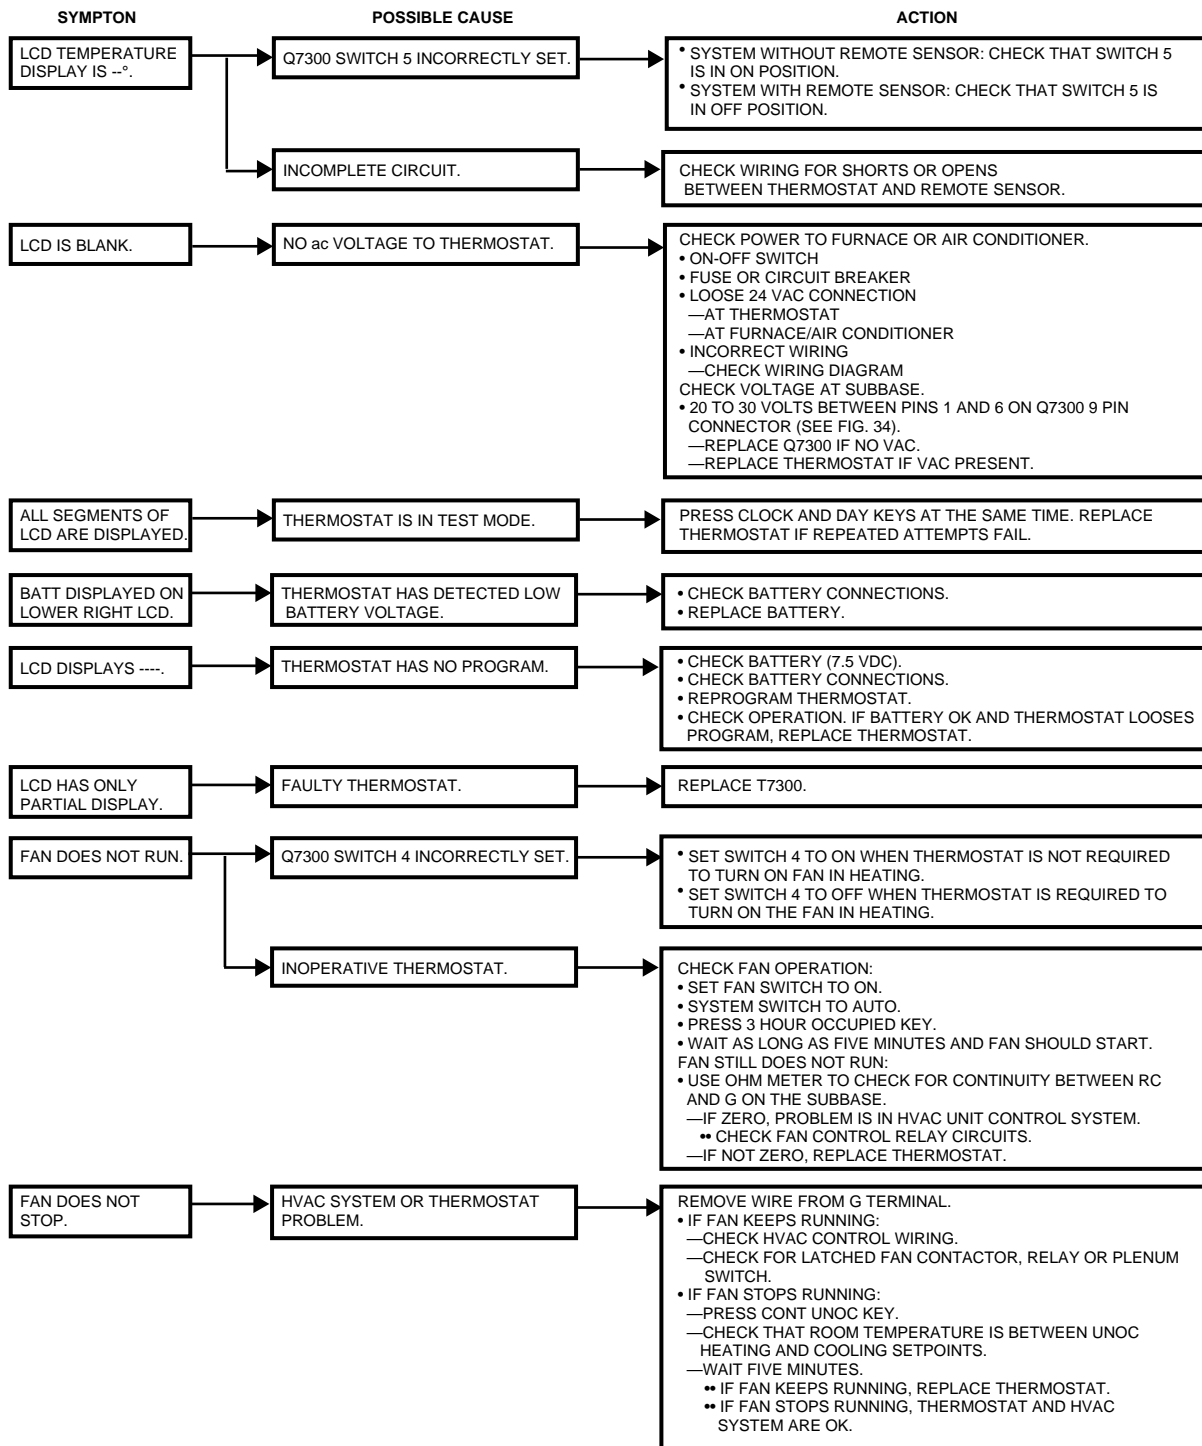 SYMPTON POSSIBLE CAUSE ACTION
LCD TEMPERATURE
DISPLAY IS --°.
Q7300 SWITCH 5 INCORRECTLY SET.
• SYSTEM WITHOUT REMOTE SENSOR: CHECK THAT SWITCH 5
IS IN ON POSITION.
• SYSTEM WITH REMOTE SENSOR: CHECK THAT SWITCH 5 IS
IN OFF POSITION.
INCOMPLETE CIRCUIT.
CHECK WIRING FOR SHORTS OR OPENS
BETWEEN THERMOSTAT AND REMOTE SENSOR.
LCD IS BLANK.
NO ac VOLTAGE TO THERMOSTAT.
CHECK POWER TO FURNACE OR AIR CONDITIONER.
• ON-OFF SWITCH
• FUSE OR CIRCUIT BREAKER
• LOOSE 24 VAC CONNECTION
—AT THERMOSTAT
—AT FURNACE/AIR CONDITIONER
• INCORRECT WIRING
—CHECK WIRING DIAGRAM
CHECK VOLTAGE AT SUBBASE.
• 20 TO 30 VOLTS BETWEEN PINS 1 AND 6 ON Q7300 9 PIN
CONNECTOR (SEE FIG. 34).
—REPLACE Q7300 IF NO VAC.
—REPLACE THERMOSTAT IF VAC PRESENT.
ALL SEGMENTS OF
LCD ARE DISPLAYED.
THERMOSTAT IS IN TEST MODE.
PRESS CLOCK AND DAY KEYS AT THE SAME TIME. REPLACE
THERMOSTAT IF REPEATED ATTEMPTS FAIL.
BATT DISPLAYED ON
LOWER RIGHT LCD.
THERMOSTAT HAS DETECTED LOW
BATTERY VOLTAGE.
• CHECK BATTERY CONNECTIONS.
• REPLACE BATTERY.
LCD DISPLAYS ----.
THERMOSTAT HAS NO PROGRAM.
• CHECK BATTERY (7.5 VDC).
• CHECK BATTERY CONNECTIONS.
• REPROGRAM THERMOSTAT.
• CHECK OPERATION. IF BATTERY OK AND THERMOSTAT LOOSES
PROGRAM, REPLACE THERMOSTAT.
LCD HAS ONLY
PARTIAL DISPLAY.
FAULTY THERMOSTAT.
REPLACE T7300.
FAN DOES NOT RUN.
Q7300 SWITCH 4 INCORRECTLY SET.
• SET SWITCH 4 TO ON WHEN THERMOSTAT IS NOT REQUIRED
TO TURN ON FAN IN HEATING.
• SET SWITCH 4 TO OFF WHEN THERMOSTAT IS REQUIRED TO
TURN ON THE FAN IN HEATING.
INOPERATIVE THERMOSTAT.
CHECK FAN OPERATION:
• SET FAN SWITCH TO ON.
• SYSTEM SWITCH TO AUTO.
• PRESS 3 HOUR OCCUPIED KEY.
• WAIT AS LONG AS FIVE MINUTES AND FAN SHOULD START.
FAN STILL DOES NOT RUN:
• USE OHM METER TO CHECK FOR CONTINUITY BETWEEN RC
AND G ON THE SUBBASE.
—IF ZERO, PROBLEM IS IN HVAC UNIT CONTROL SYSTEM.
•• CHECK FAN CONTROL RELAY CIRCUITS.
—IF NOT ZERO, REPLACE THERMOSTAT.
FAN DOES NOT
STOP.
HVAC SYSTEM OR THERMOSTAT
PROBLEM.
REMOVE WIRE FROM G TERMINAL.
• IF FAN KEEPS RUNNING:
—CHECK HVAC CONTROL WIRING.
—CHECK FOR LATCHED FAN CONTACTOR, RELAY OR PLENUM
SWITCH.
• IF FAN STOPS RUNNING:
—PRESS CONT UNOC KEY.
—CHECK THAT ROOM TEMPERATURE IS BETWEEN UNOC
HEATING AND COOLING SETPOINTS.
—WAIT FIVE MINUTES.
•• IF FAN KEEPS RUNNING, REPLACE THERMOSTAT.
•• IF FAN STOPS RUNNING, THERMOSTAT AND HVAC
SYSTEM ARE OK.